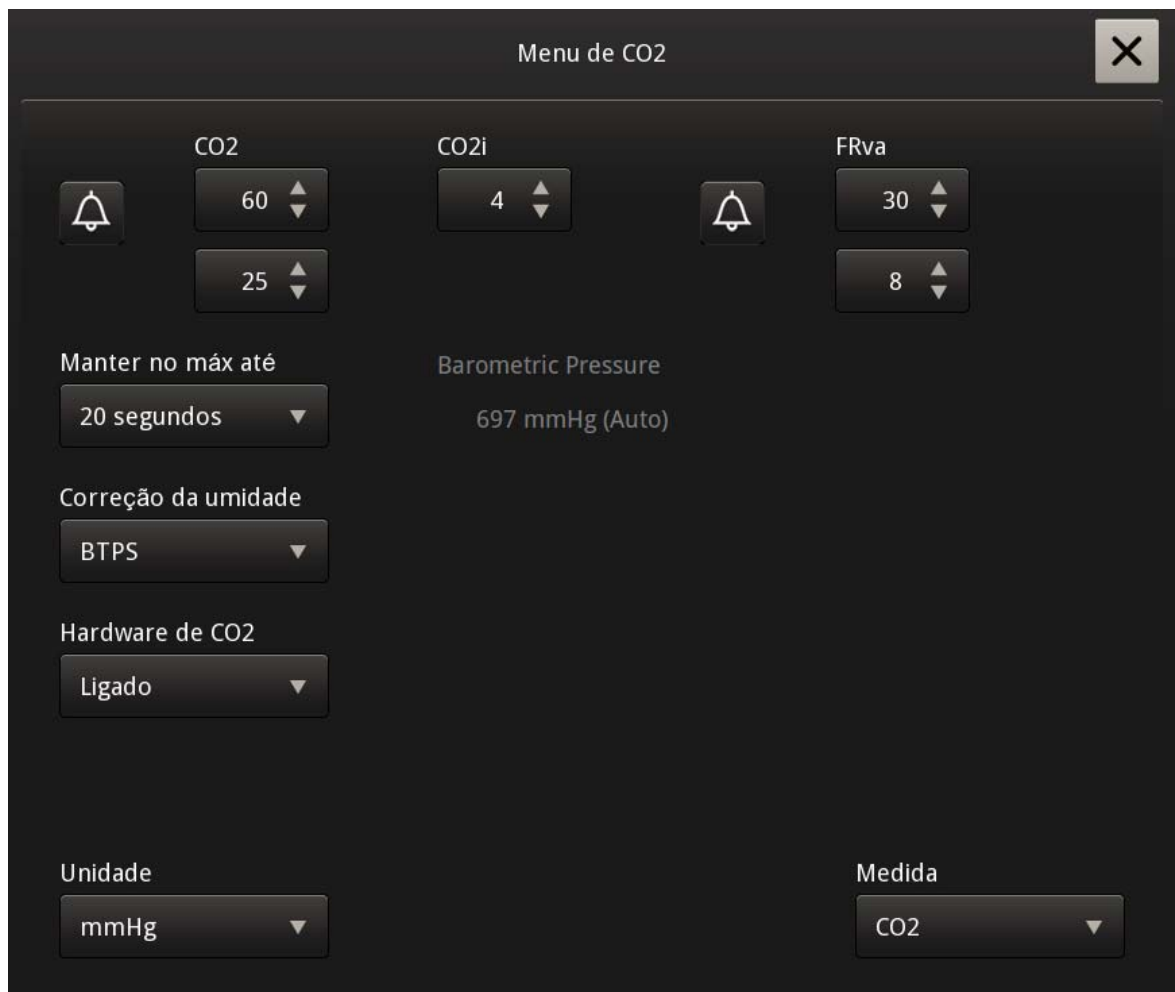 Menu de CO2
CO2
CO2i
FRva
60
4
30
25
8
Manter no máx até
Barometric Pressure
20 segundos
697 mmHg (Auto)
Correção da umidade
BTPS
Hardware de CO2
Ligado
Unidade
Medida
mmHg
CO2